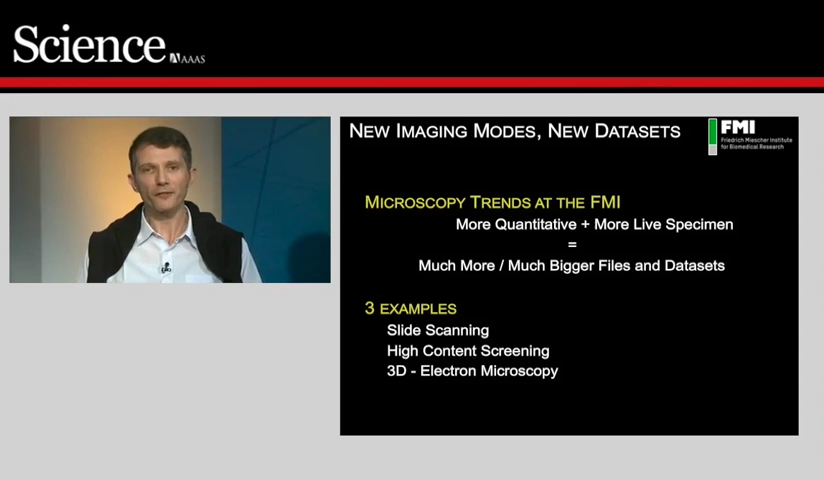 Science
AAAS
NEW IMAGING MODES, NEW DATASETS
FMI
Friedrich Miescher Institute
for Biomedical Research
MICROSCOPY TRENDS AT THE FMI
More Quantitative + More Live Specimen
=
Much More / Much Bigger Files and Datasets
3 EXAMPLES
Slide Scanning
High Content Screening
3D - Electron Microscopy